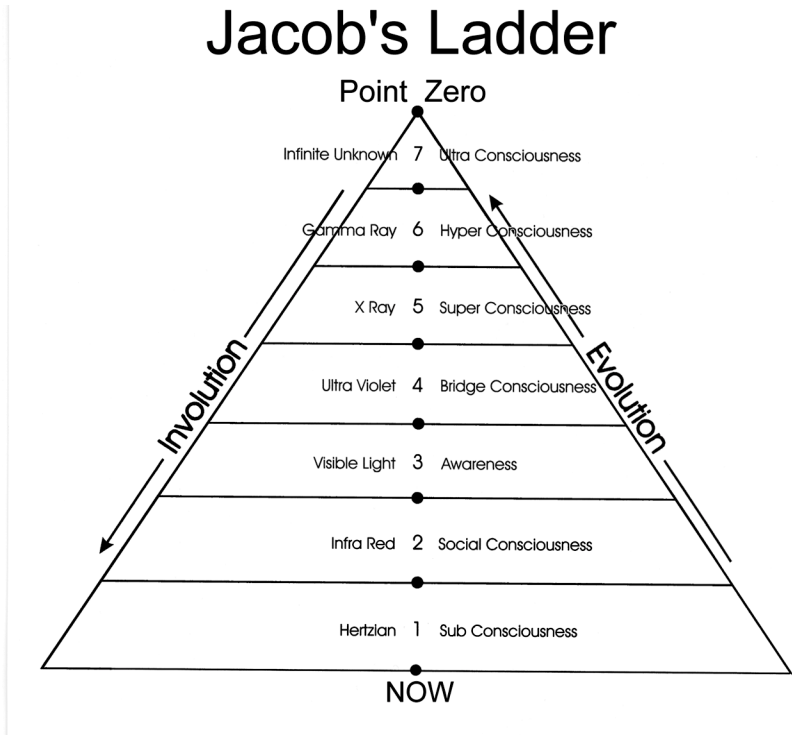 Jacob's Ladder
Point Zero
Infinite Unknown 7 Ultra Consciousness
Gamma Ray 6 Hyper Consciousness
X Ray 5 Super Consciousness
Involution
Evolution
Ultra Violet 4 Bridge Consciousness
Visible Light 3 Awareness
Infra Red 2 Social Consciousness
Hertzian 1 Sub Consciousness
NOW